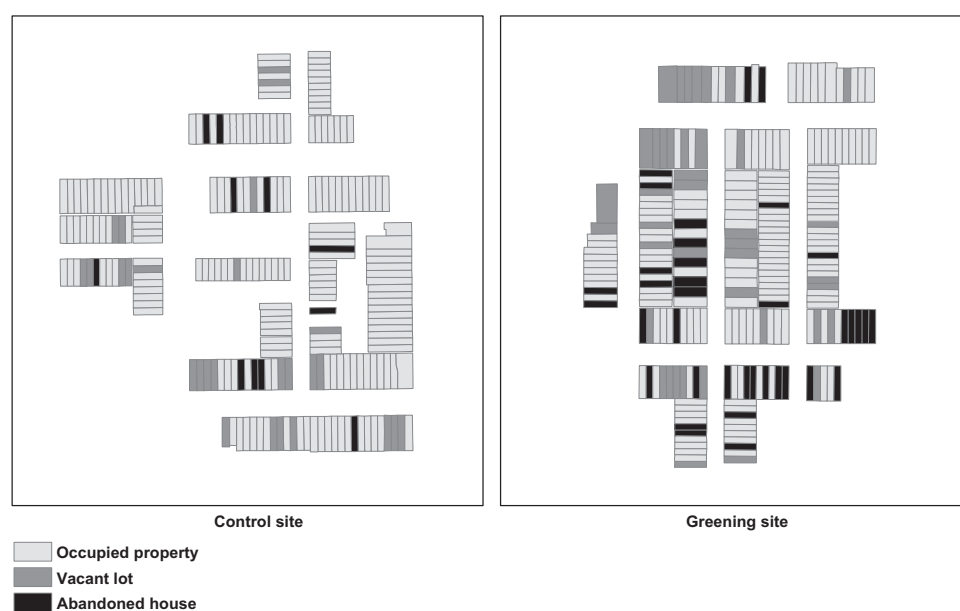 Control site
Greening site
Occupied property
Vacant lot
Abandoned house